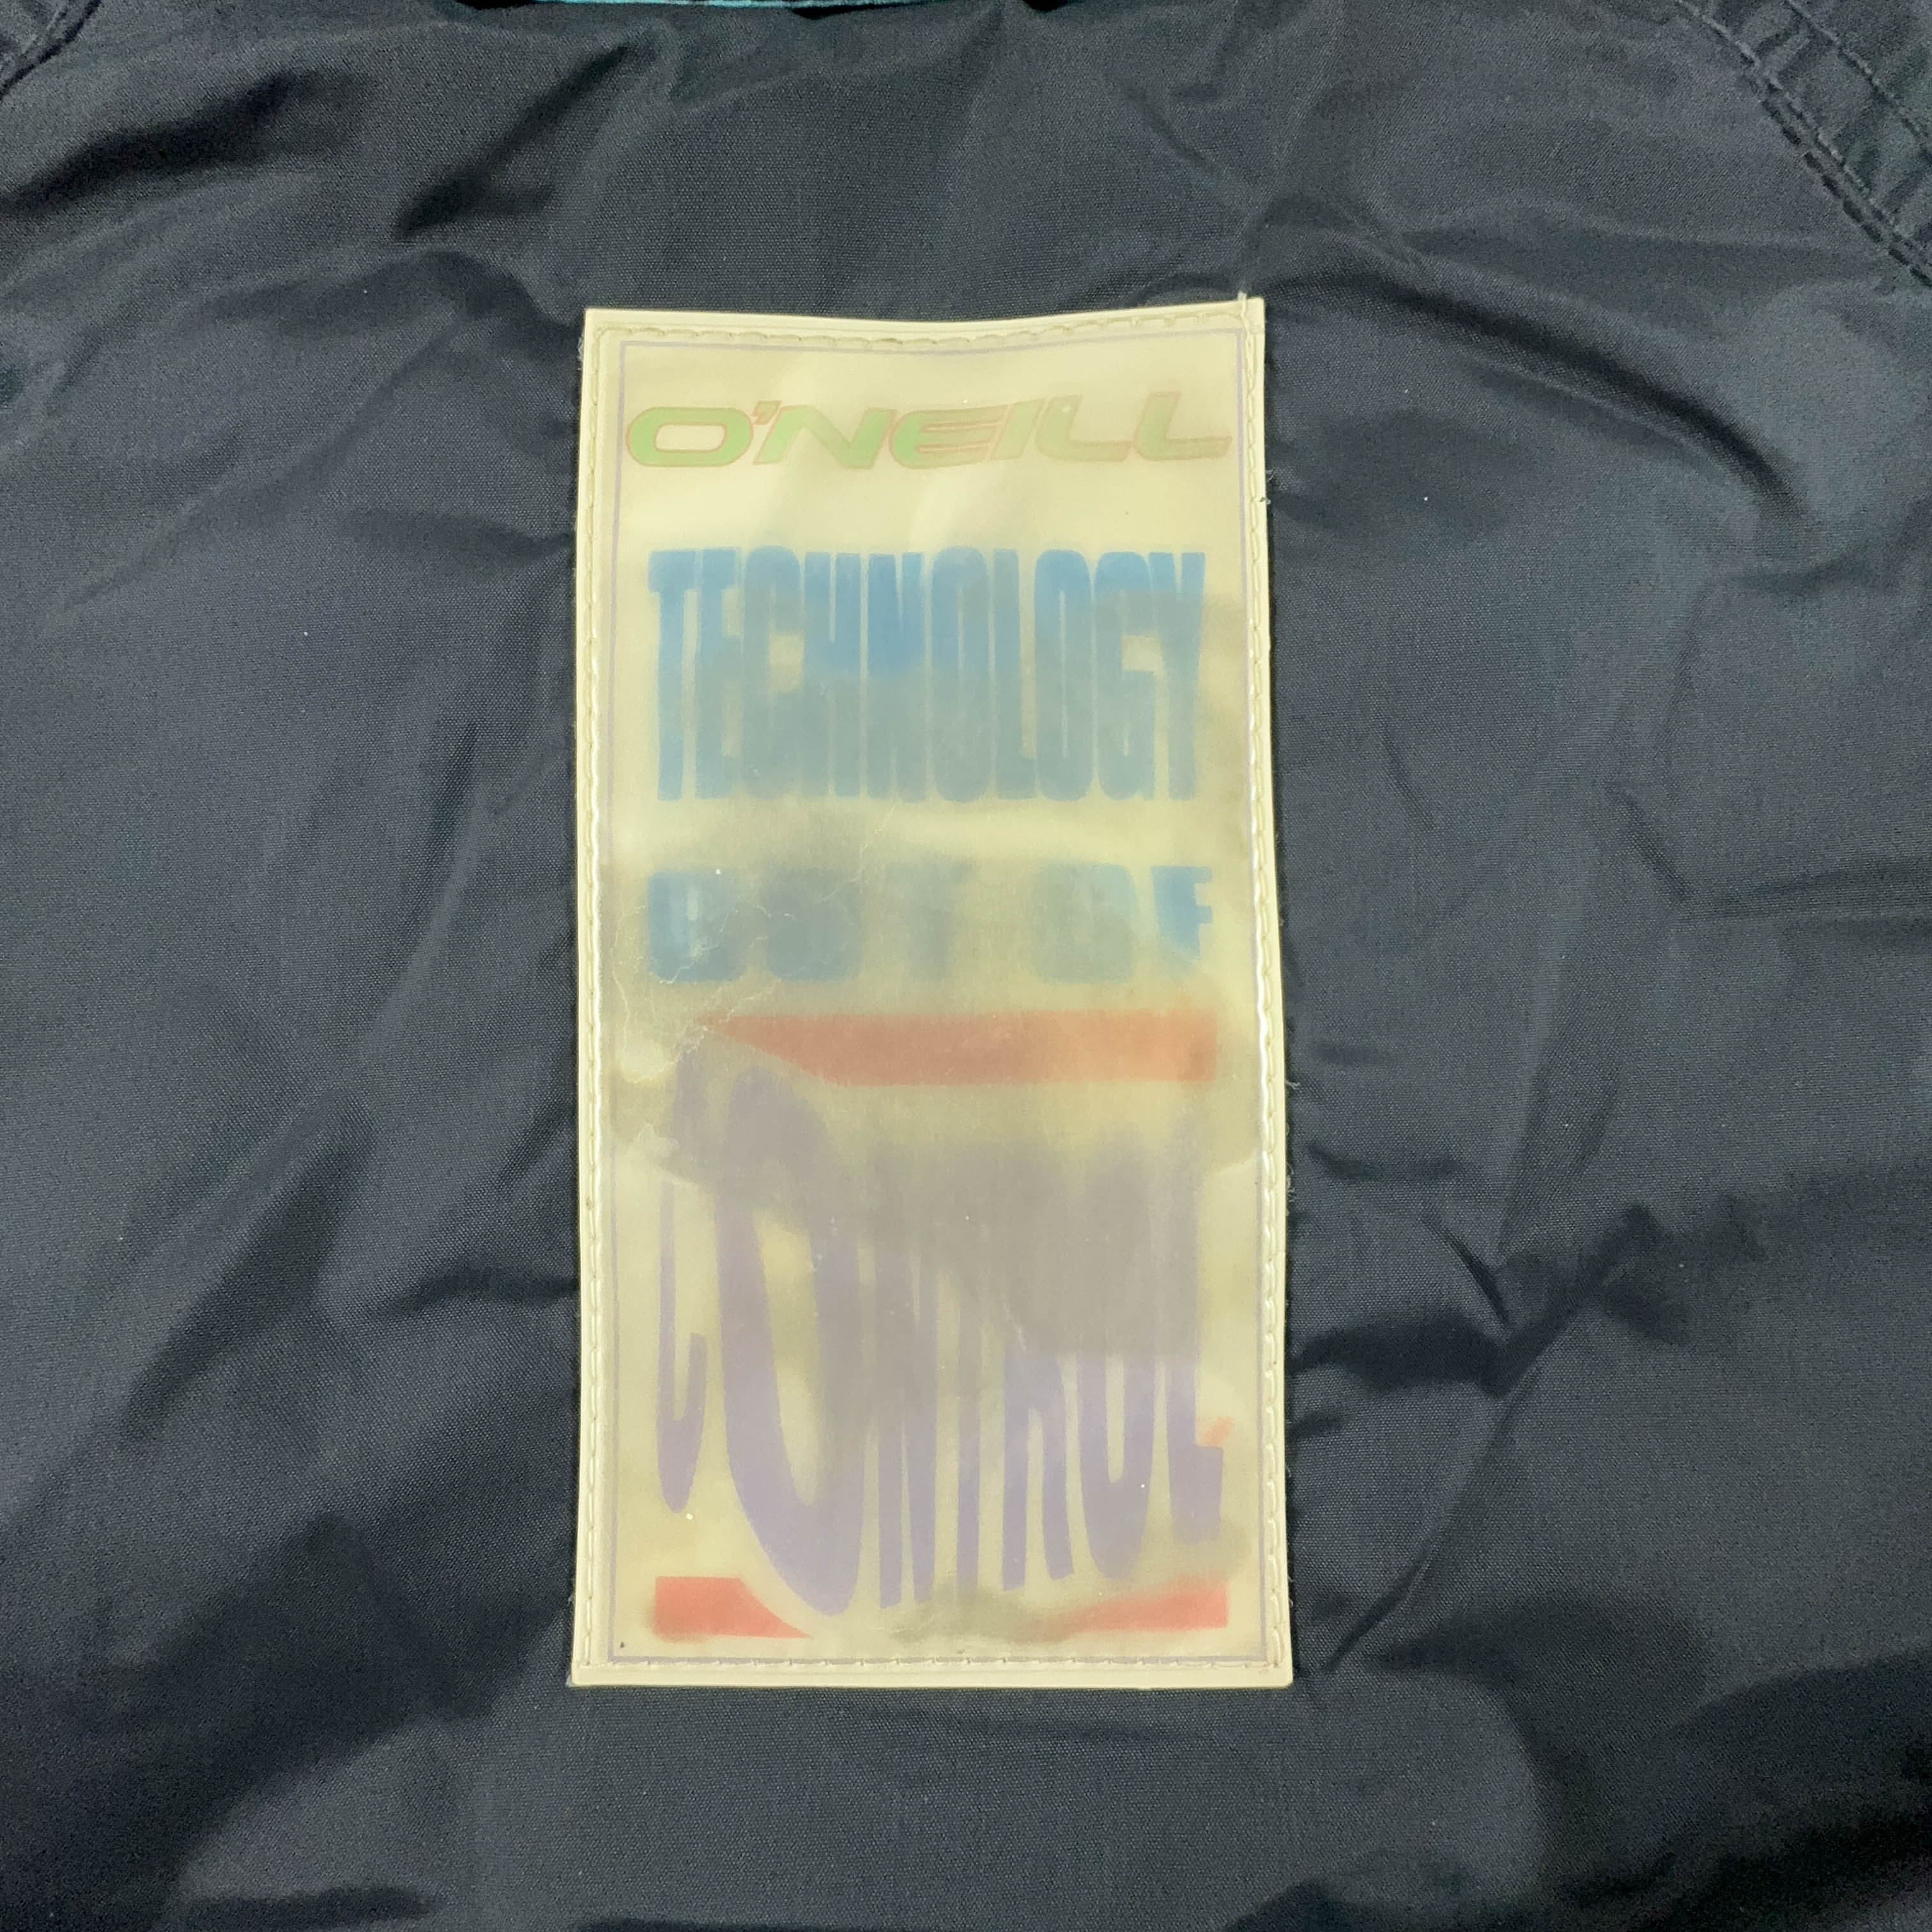 O'NEILL
TECHNOLOGY
OUT OF
CONTROL